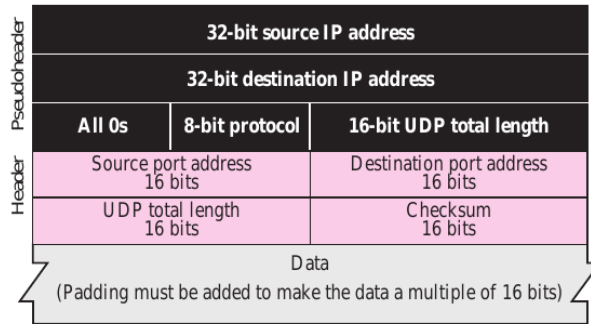 Pseudoheader
32-bit source IP address
32-bit destination IP address
All 0s 8-bit protocol 16-bit UDP total length
Header
Source port address Destination port address
16 bits 16 bits
UDP total length Checksum
16 bits 16 bits
Data
(Padding must be added to make the data a multiple of 16 bits)